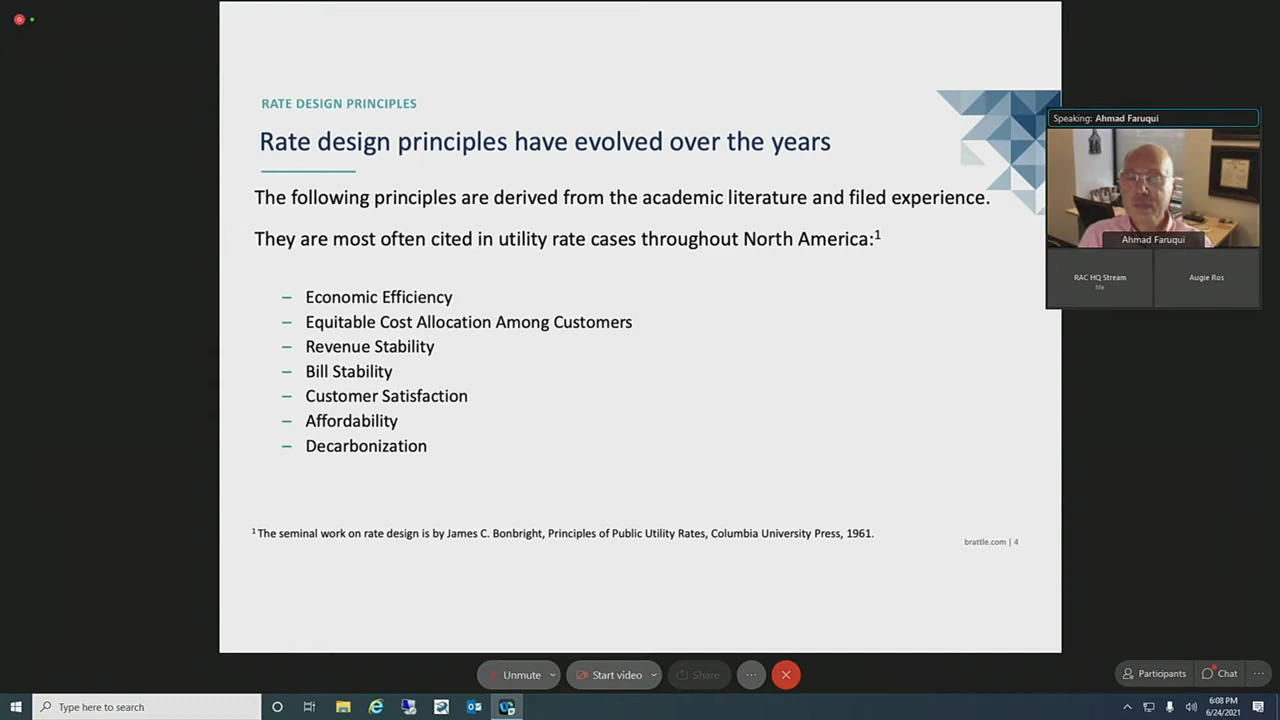 RATE DESIGN PRINCIPLES
Rate design principles have evolved over the years
The following principles are derived from the academic literature and filed experience.
They are most often cited in utility rate cases throughout North America:1
– Economic Efficiency
– Equitable Cost Allocation Among Customers
– Revenue Stability
– Bill Stability
– Customer Satisfaction
– Affordability
– Decarbonization
1 The seminal work on rate design is by James C. Bonbright, Principles of Public Utility Rates, Columbia University Press, 1961.
brattle.com | 4
Speaking: Ahmad Faruqui
Ahmad Faruqui
RAC HQ Stream
Me
Augie Ros
Unmute
Start video
Share
Participants
Chat
Type here to search
6:08 PM
6/24/2021